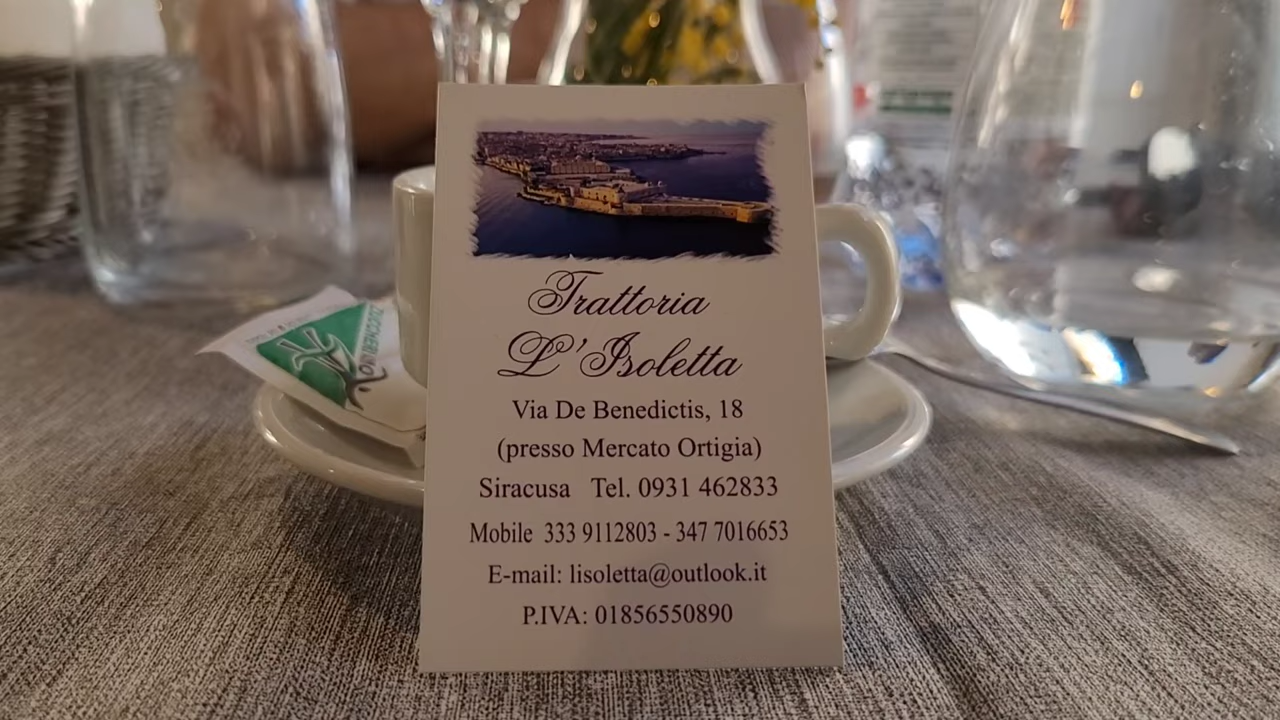 Trattoria
L'Isoletta
Via De Benedictis, 18
(presso Mercato Ortigia)
Siracusa Tel. 0931 462833
Mobile 333 9112803 - 347 7016653
E-mail: lisoletta@outlook.it
P.IVA: 01856550890